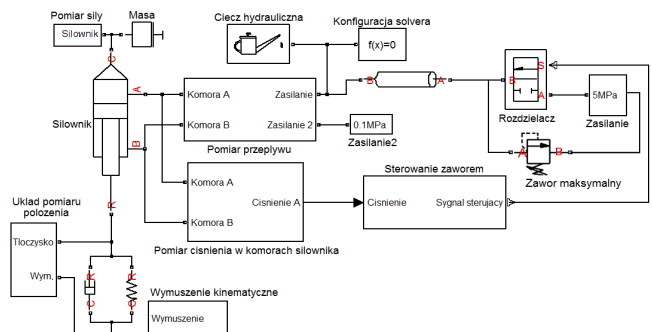 Pomiar sily
Silownik
Masa
C
Ciecz hydrauliczna
Konfiguracja solvera
f(x)=0
A
B
Silownik
R
Komora A
Zasilanie
Komora B
Zasilanie 2
Pomiar przeplywu
0.1MPa
Zasilanie2
B
A
S
B
A
Rozdzielacz
5MPa
Zasilanie
A
B
Zawor maksymalny
Komora A
Cisnienie A
Komora B
Pomiar cisnienia w komorach silownika
Sterowanie zaworem
Cisnienie
Sygnal sterujacy
Uklad pomiaru
polozenia
Tloczysko
Wym.
R
C
R
C
Wymuszenie kinematyczne
Wymuszenie